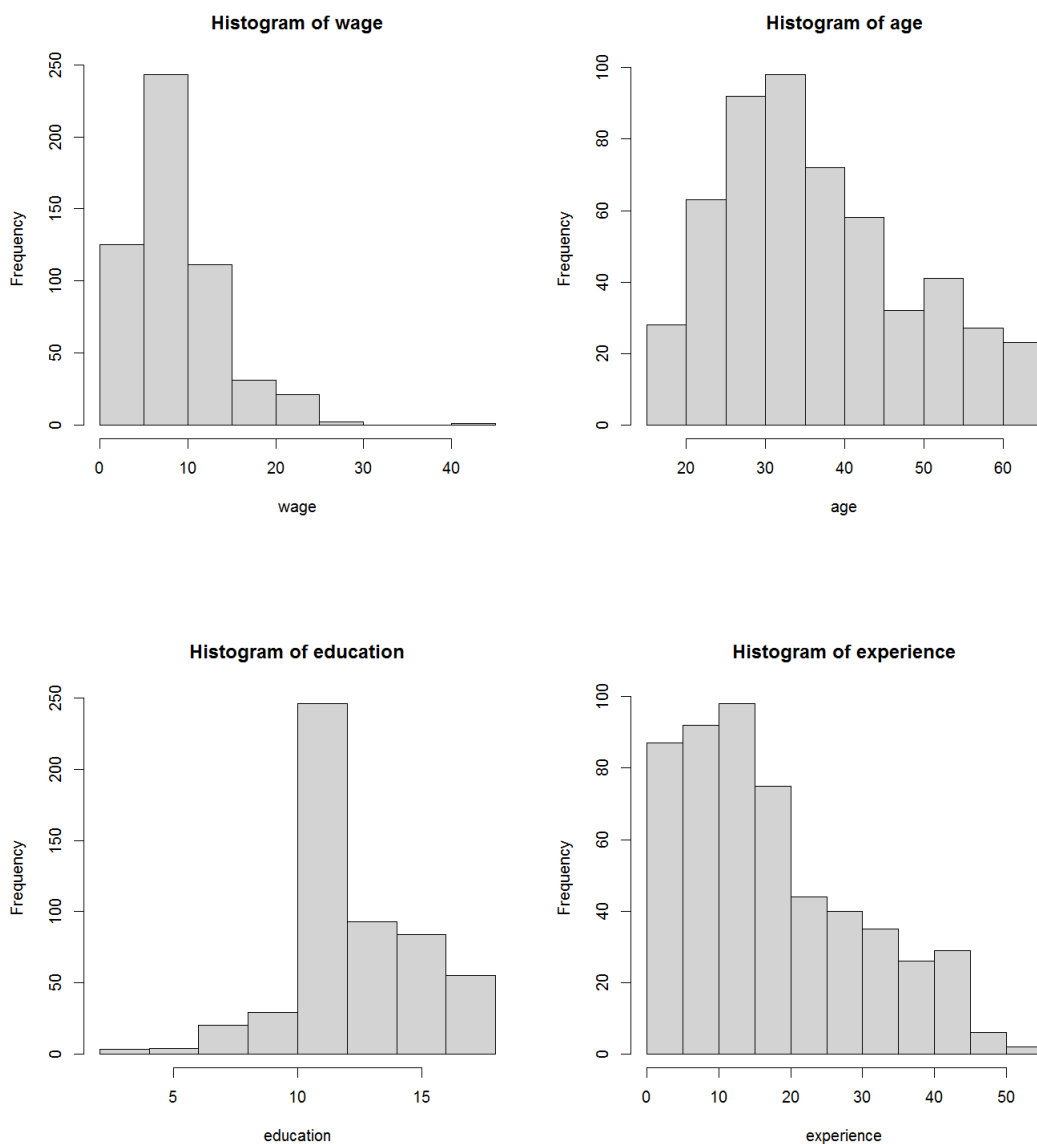 Histogram of wage
Frequency
250
200
150
100
50
0
0 10 20 30 40
wage
Histogram of age
Frequency
100
80
60
40
20
0
20 30 40 50 60
age
Histogram of education
Frequency
250
200
150
100
50
0
5 10 15
education
Histogram of experience
Frequency
100
80
60
40
20
0
0 10 20 30 40 50
experience